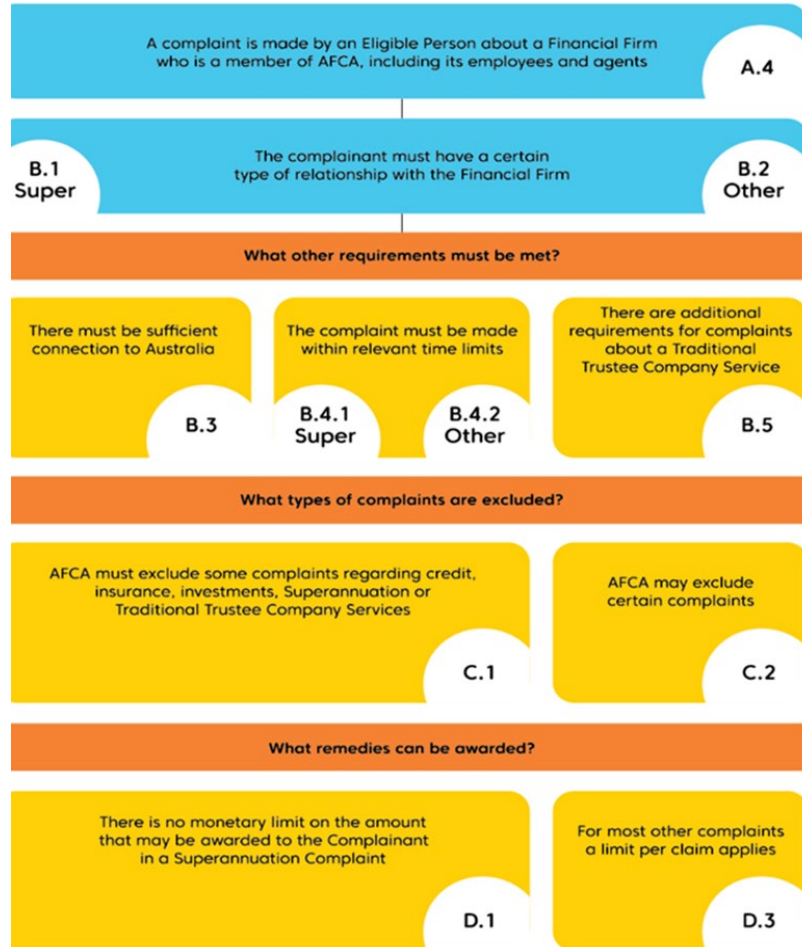 A complaint is made by an Eligible Person about a Financial Firm
who is a member of AFCA, including its employees and agents
A.4
B.1
Super
The complainant must have a certain
type of relationship with the Financial Firm
B.2
Other
What other requirements must be met?
There must be sufficient
connection to Australia
B.3
The complaint must be made
within relevant time limits
B.4.1
Super
B.4.2
Other
There are additional
requirements for complaints
about a Traditional
Trustee Company Service
B.5
What types of complaints are excluded?
AFCA must exclude some complaints regarding credit,
insurance, investments, Superannuation or
Traditional Trustee Company Services
C.1
AFCA may exclude
certain complaints
C.2
What remedies can be awarded?
There is no monetary limit on the amount
that may be awarded to the Complainant
in a Superannuation Complaint
D.1
For most other complaints
a limit per claim applies
D.3